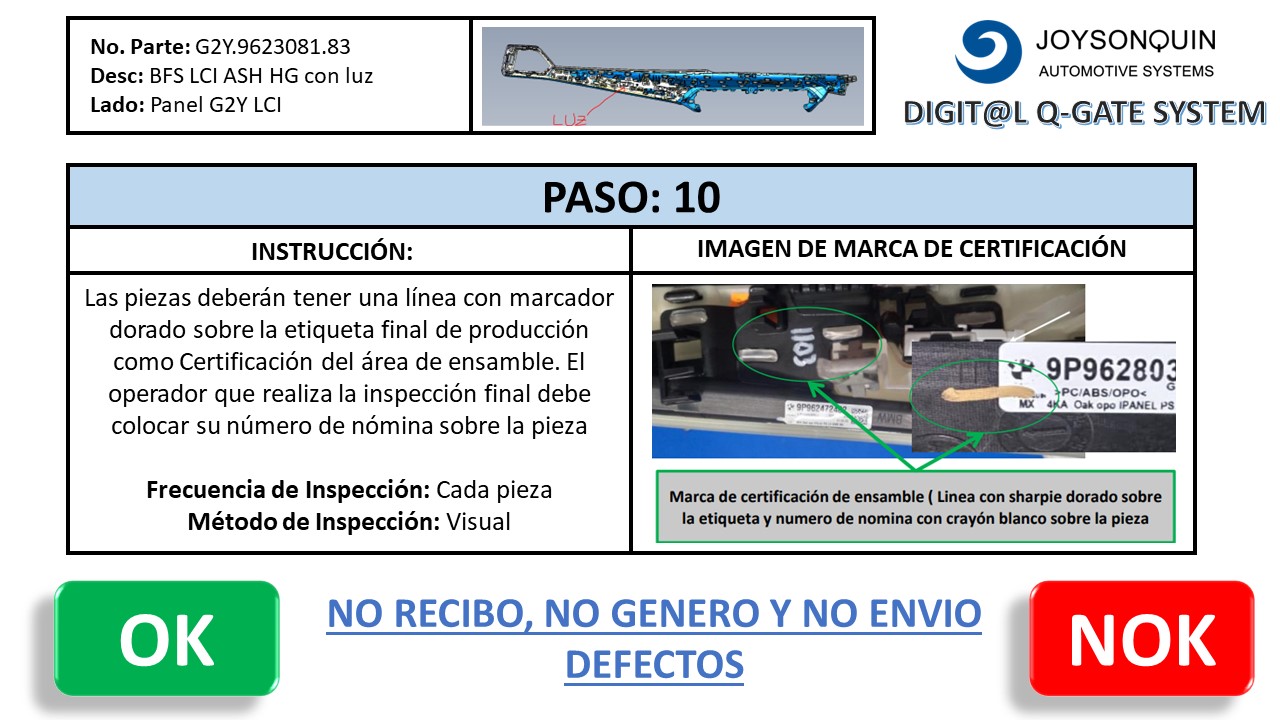 No. Parte: G2Y.9623081.83
Desc: BFS LCI ASH HG con luz
Lado: Panel G2Y LCI
LUZ
JOYSONQUIN
AUTOMOTIVE SYSTEMS
DIGIT@L Q-GATE SYSTEM
PASO: 10
INSTRUCCIÓN:
IMAGEN DE MARCA DE CERTIFICACIÓN
Las piezas deberán tener una línea con marcador
dorado sobre la etiqueta final de producción
como Certificación del área de ensamble. El
operador que realiza la inspección final debe
colocar su número de nómina sobre la pieza
Frecuencia de Inspección: Cada pieza
Método de Inspección: Visual
1103
9P962803
>PC/ABS/OPO<
MX 4KA Oak opo IPANEL PS
BMW
Marca de certificación de ensamble ( Linea con sharpie dorado sobre
la etiqueta y numero de nomina con crayón blanco sobre la pieza
OK
NO RECIBO, NO GENERO Y NO ENVIO
DEFECTOS
NOK